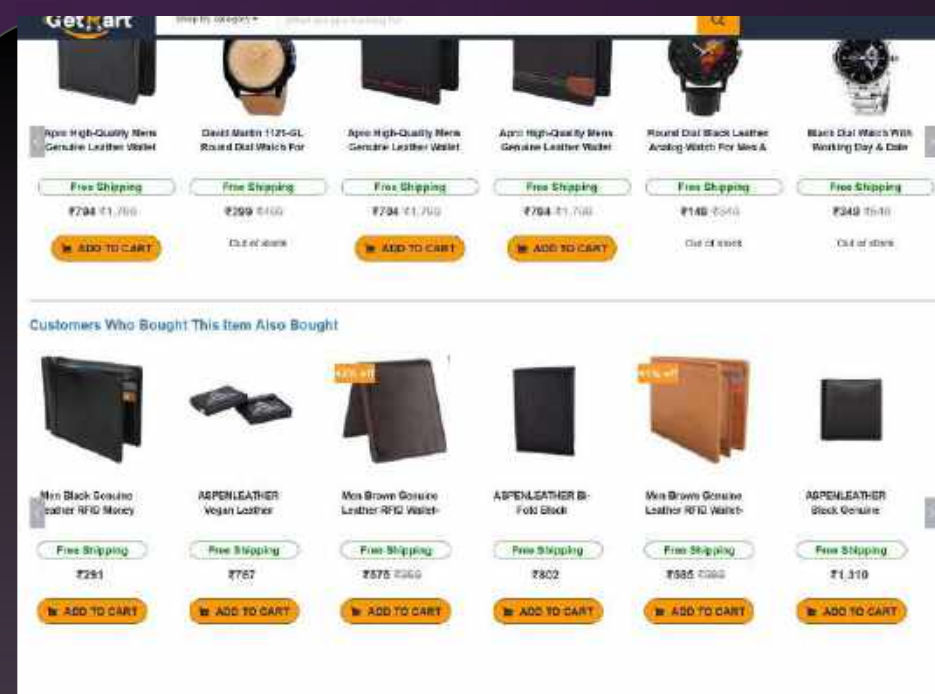 GetKart
Shop by category
Apro High-Quality Mens
Genuine Leather Wallet
David Martin 1121-GL
Round Dial Watch For
Apro High-Quality Mens
Genuine Leather Wallet
Apro High-Quality Mens
Genuine Leather Wallet
Round Dial Black Leather
Analog Watch For Men &
Black Dial Watch With
Working Day & Date
Free Shipping
Free Shipping
Free Shipping
Free Shipping
Free Shipping
Free Shipping
₹794
₹299
₹794
₹794
₹149
₹349
ADD TO CART
Out of stock
ADD TO CART
ADD TO CART
Out of stock
Out of stock
Customers Who Bought This Item Also Bought
Men Black Genuine
Leather RFID Money
ASPENLEATHER
Vegan Leather
Men Brown Genuine
Leather RFID Wallet-
ASPENLEATHER Bi-
Fold Black
Men Brown Genuine
Leather RFID Wallet-
ASPENLEATHER
Black Genuine
Free Shipping
Free Shipping
Free Shipping
Free Shipping
Free Shipping
Free Shipping
₹291
₹767
₹575
₹802
₹585
₹1,310
ADD TO CART
ADD TO CART
ADD TO CART
ADD TO CART
ADD TO CART
ADD TO CART